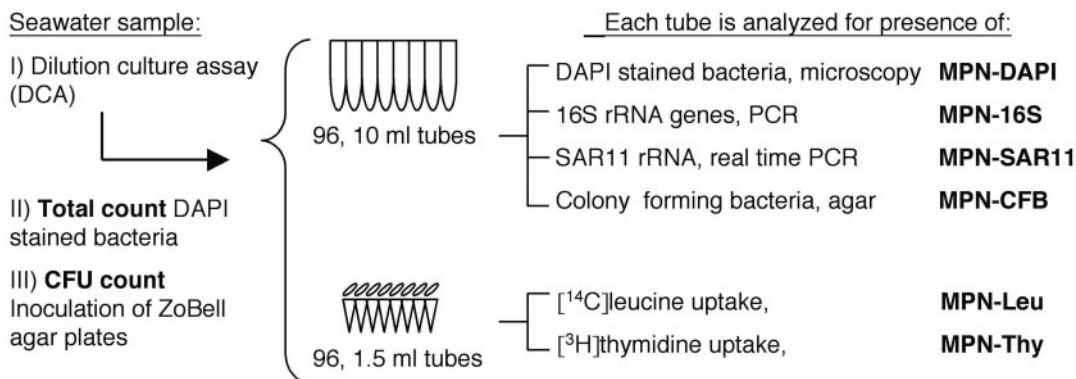 Seawater sample:
I) Dilution culture assay
(DCA)
II) Total count DAPI
stained bacteria
III) CFU count
Inoculation of ZoBell
agar plates
96, 10 ml tubes
96, 1.5 ml tubes
Each tube is analyzed for presence of:
DAPI stained bacteria, microscopy MPN-DAPI
16S rRNA genes, PCR MPN-16S
SAR11 rRNA, real time PCR MPN-SAR11
Colony forming bacteria, agar MPN-CFB
[¹⁴C]leucine uptake, MPN-Leu
[³H]thymidine uptake, MPN-Thy